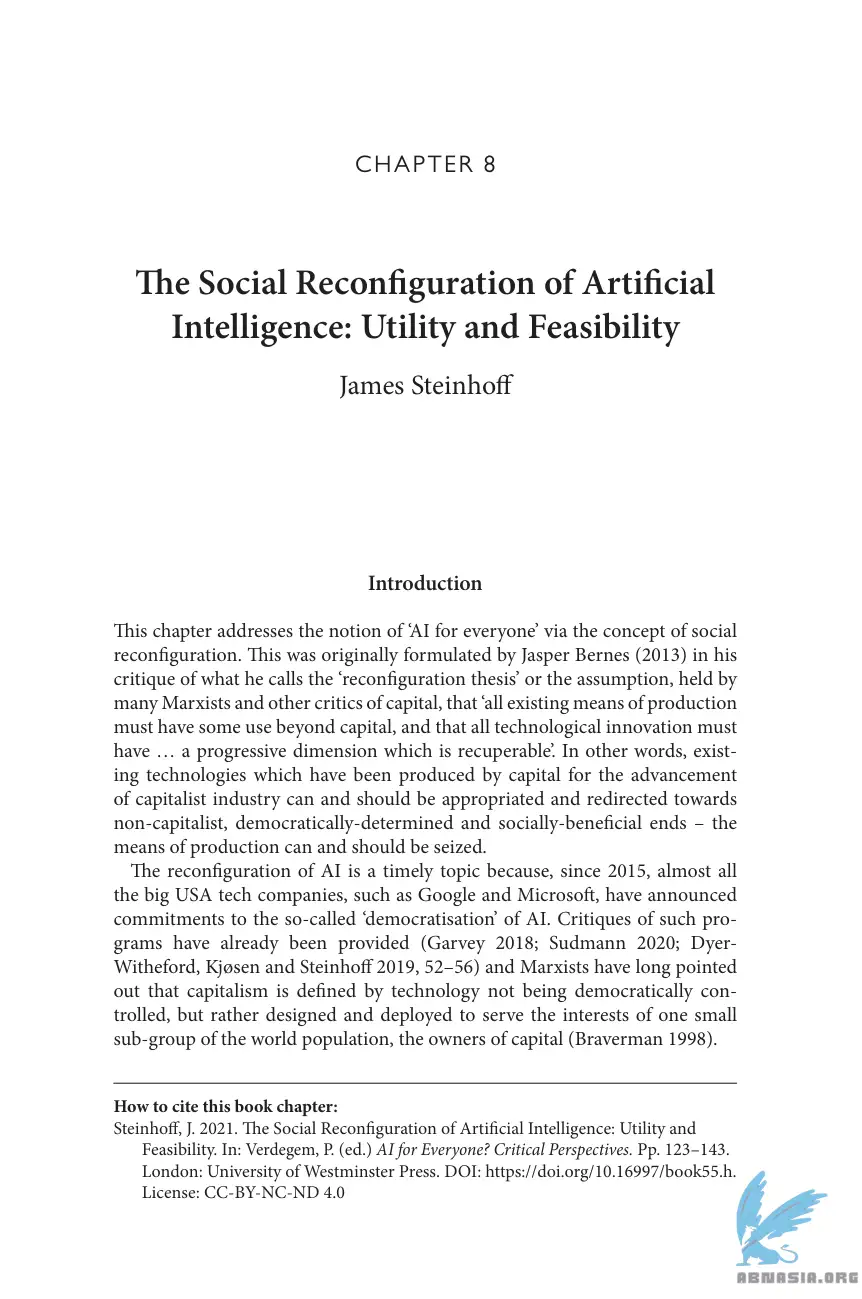 CHAPTER 8
The Social Reconfiguration of Artificial
Intelligence: Utility and Feasibility
James Steinhoff
Introduction
This chapter addresses the notion of ‘AI for everyone’ via the concept of social
reconfiguration. This was originally formulated by Jasper Bernes (2013) in his
critique of what he calls the ‘reconfiguration thesis’ or the assumption, held by
many Marxists and other critics of capital, that ‘all existing means of production
must have some use beyond capital, and that all technological innovation must
have … a progressive dimension which is recuperable’. In other words, exist-
ing technologies which have been produced by capital for the advancement
of capitalist industry can and should be appropriated and redirected towards
non-capitalist, democratically-determined and socially-beneficial ends – the
means of production can and should be seized.
The reconfiguration of AI is a timely topic because, since 2015, almost all
the big USA tech companies, such as Google and Microsoft, have announced
commitments to the so-called ‘democratisation’ of AI. Critiques of such pro-
grams have already been provided (Garvey 2018; Sudmann 2020; Dyer-
Witheford, Kjøsen and Steinhoff 2019, 52–56) and Marxists have long pointed
out that capitalism is defined by technology not being democratically con-
trolled, but rather designed and deployed to serve the interests of one small
sub-group of the world population, the owners of capital (Braverman 1998).
How to cite this book chapter:
Steinhoff, J. 2021. The Social Reconfiguration of Artificial Intelligence: Utility and
Feasibility. In: Verdegem, P. (ed.) AI for Everyone? Critical Perspectives. Pp. 123–143.
London: University of Westminster Press. DOI: https://doi.org/10.16997/book55.h.
License: CC-BY-NC-ND 4.0
ABNASIA.ORG